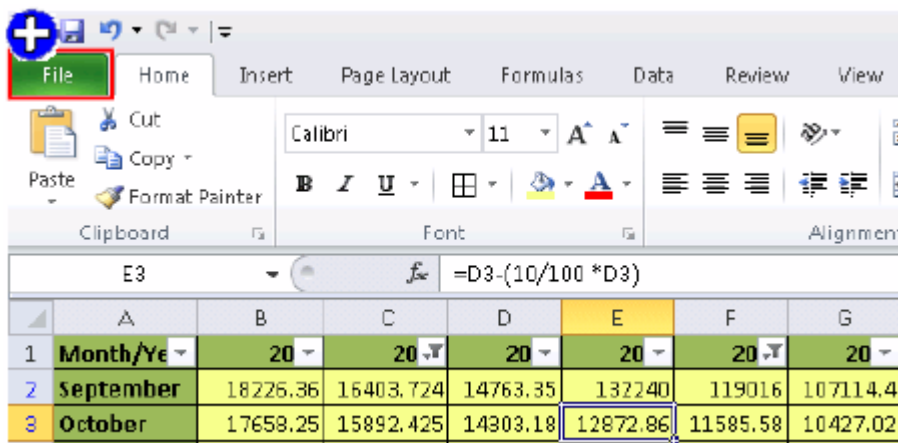 File Home Insert Page Layout Formulas Data Review View
Cut
Calibri 11 A A
Copy
Paste
B I U A
Format Painter
Clipboard Font Alignmen
E3 fx =D3-(10/100 *D3)
A B C D E F G
1 Month/Ye 20 20 20 20 20 20
2 September 18226.36 16403.724 14763.35 132240 119016 107114.4
3 October 17658.25 15892.425 14303.18 12872.86 11585.58 10427.02